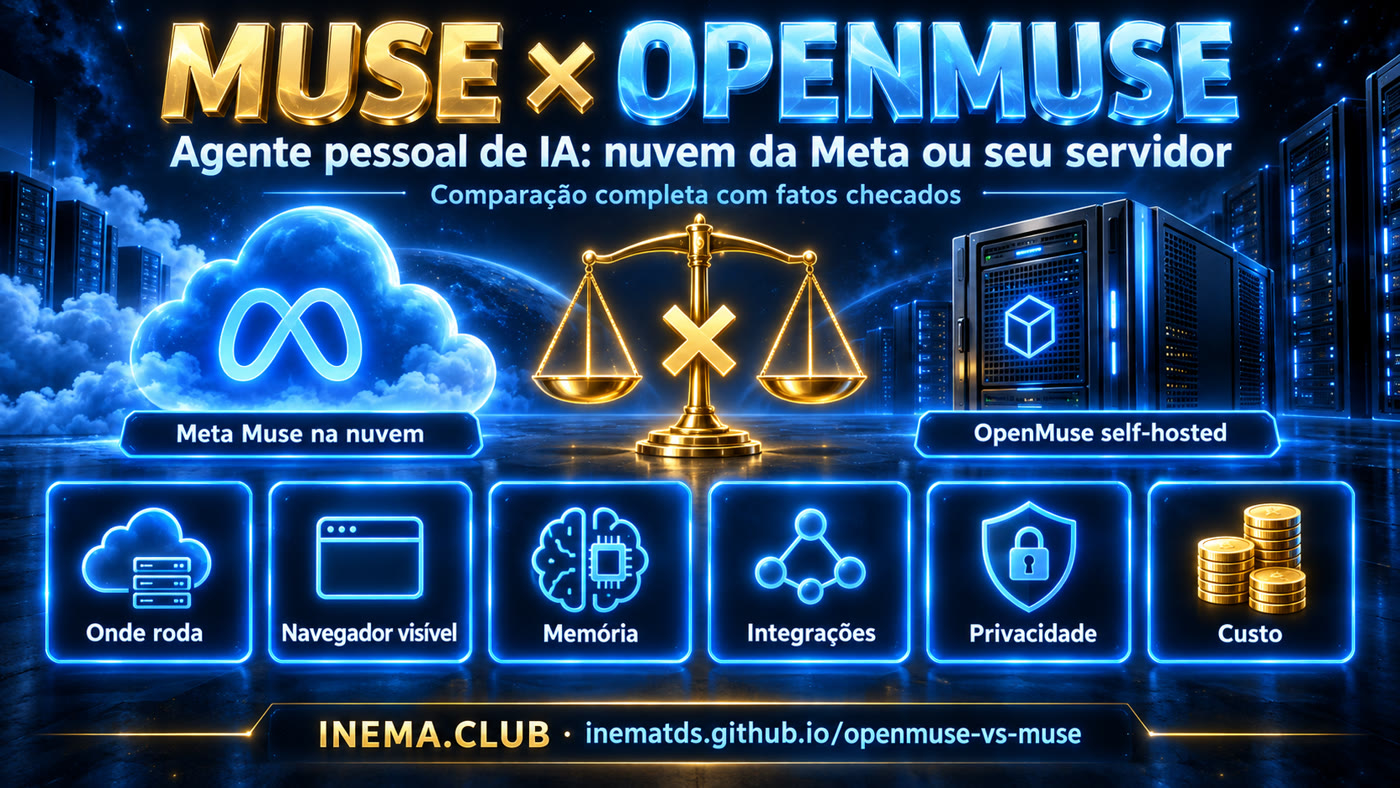 MUSE × OPENMUSE
Agente pessoal de IA: nuvem da Meta ou seu servidor
Comparação completa com fatos checados
Meta Muse na nuvem
OpenMuse self-hosted
Onde roda
Navegador visível
Memória
Integrações
Privacidade
Custo
INEMA.CLUB · inematds.github.io/openmuse-vs-muse